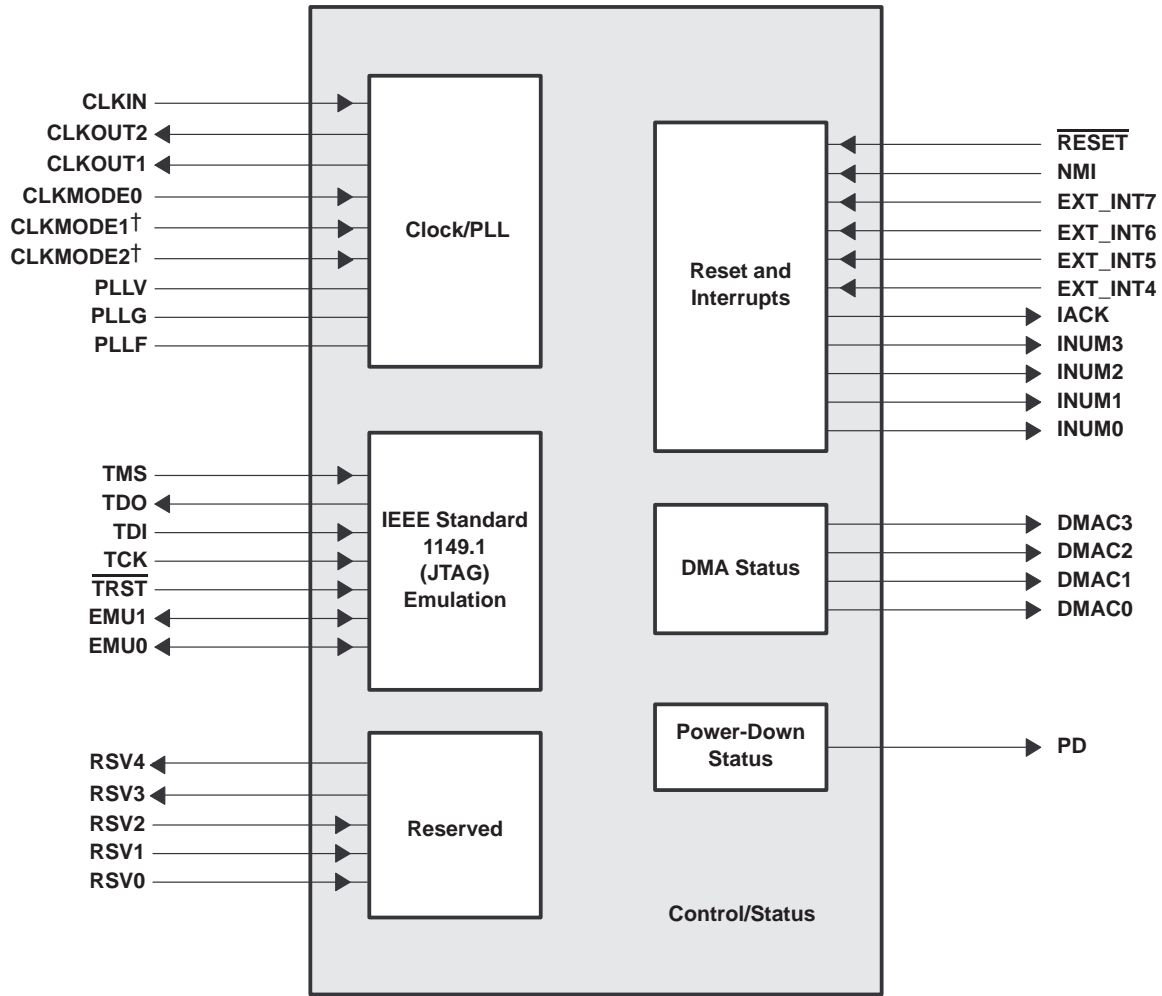 CLKIN
CLKOUT2
CLKOUT1
CLKMODE0
CLKMODE1†
CLKMODE2†
PLLV
PLLG
PLLF
Clock/PLL
TMS
TDO
TDI
TCK
TRST
EMU1
EMU0
IEEE Standard
1149.1
(JTAG)
Emulation
RSV4
RSV3
RSV2
RSV1
RSV0
Reserved
Reset and
Interrupts
RESET
NMI
EXT_INT7
EXT_INT6
EXT_INT5
EXT_INT4
IACK
INUM3
INUM2
INUM1
INUM0
DMA Status
DMAC3
DMAC2
DMAC1
DMAC0
Power-Down
Status
PD
Control/Status